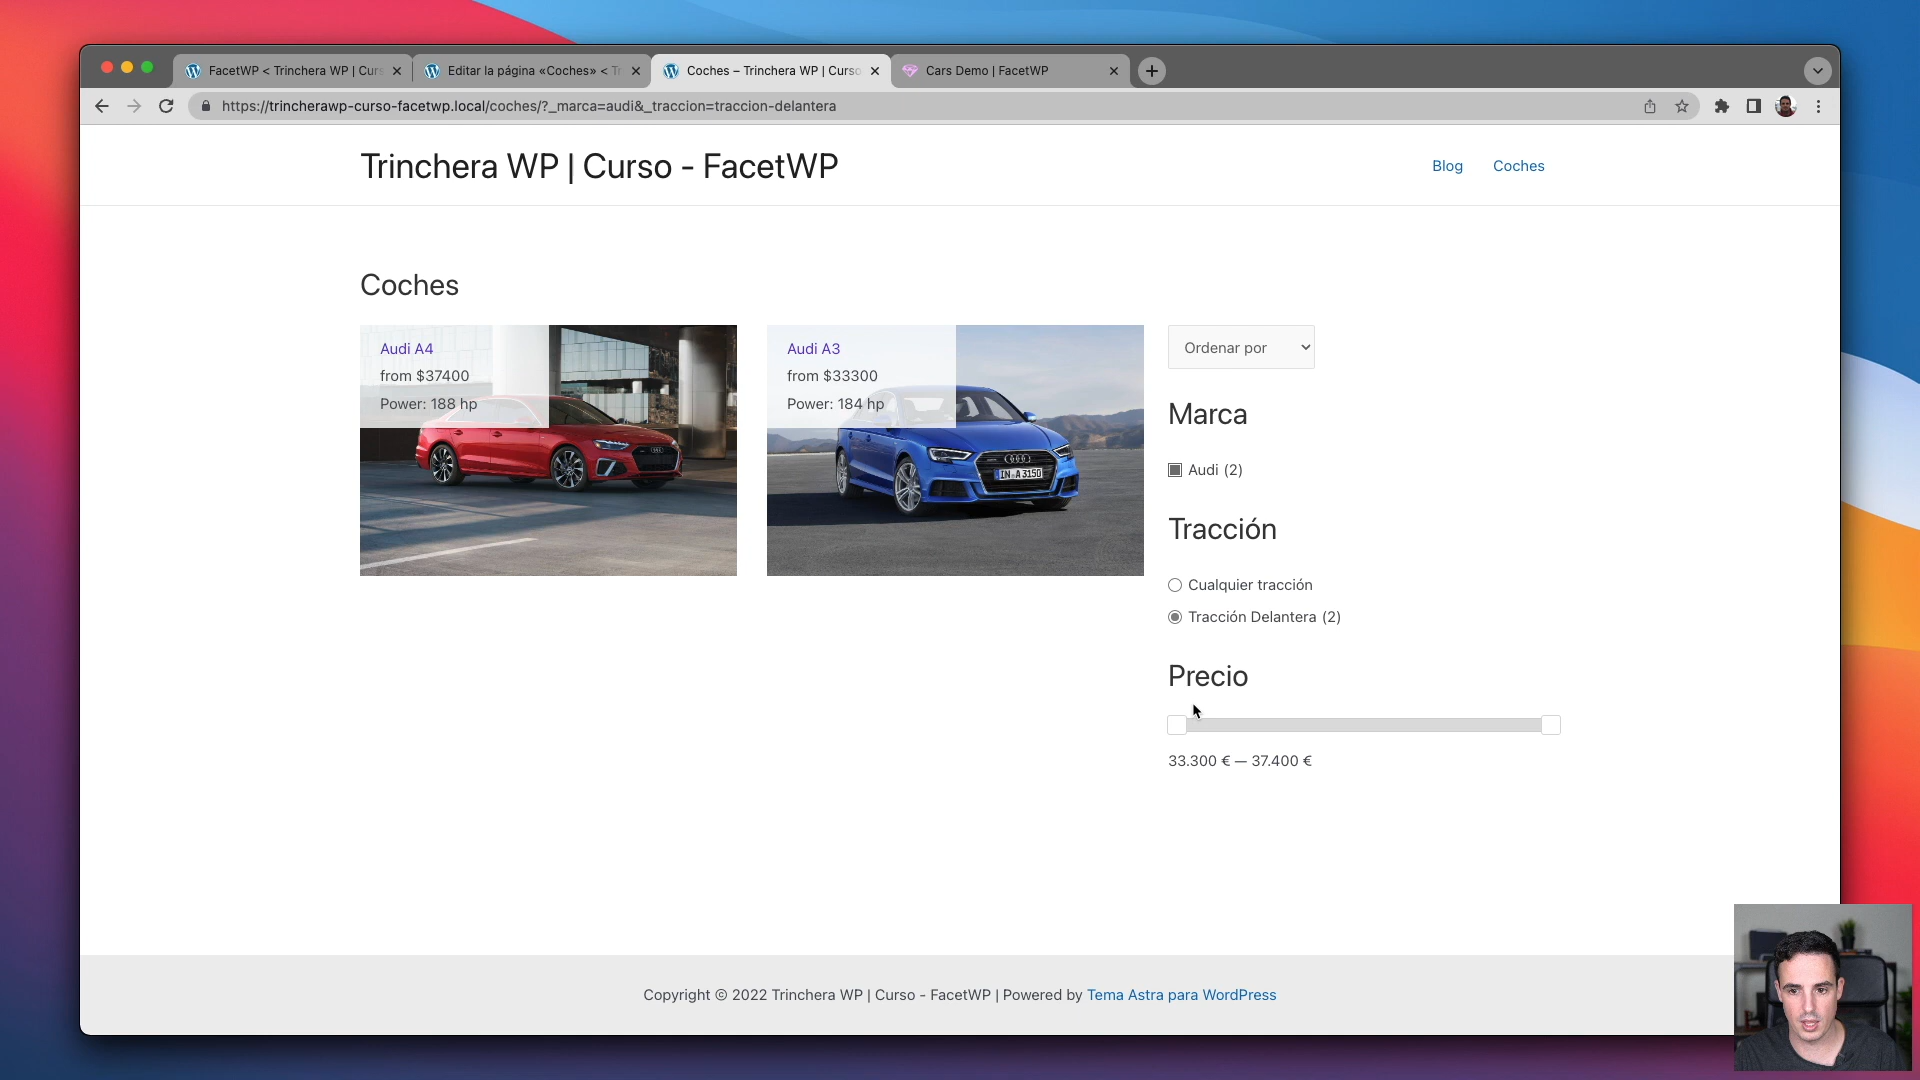 FacetWP < Trinchera WP | Curs
Editar la página «Coches» < Tr
Coches – Trinchera WP | Curso
Cars Demo | FacetWP
https://trincherawp-curso-facetwp.local/coches/?_marca=audi&_traccion=traccion-delantera
Trinchera WP | Curso - FacetWP
Blog
Coches
Coches
Audi A4
from $37400
Power: 188 hp
Audi A3
from $33300
Power: 184 hp
IN·A 3150
Ordenar por
Marca
Audi (2)
Tracción
Cualquier tracción
Tracción Delantera (2)
Precio
33.300 € — 37.400 €
Copyright © 2022 Trinchera WP | Curso - FacetWP | Powered by Tema Astra para WordPress